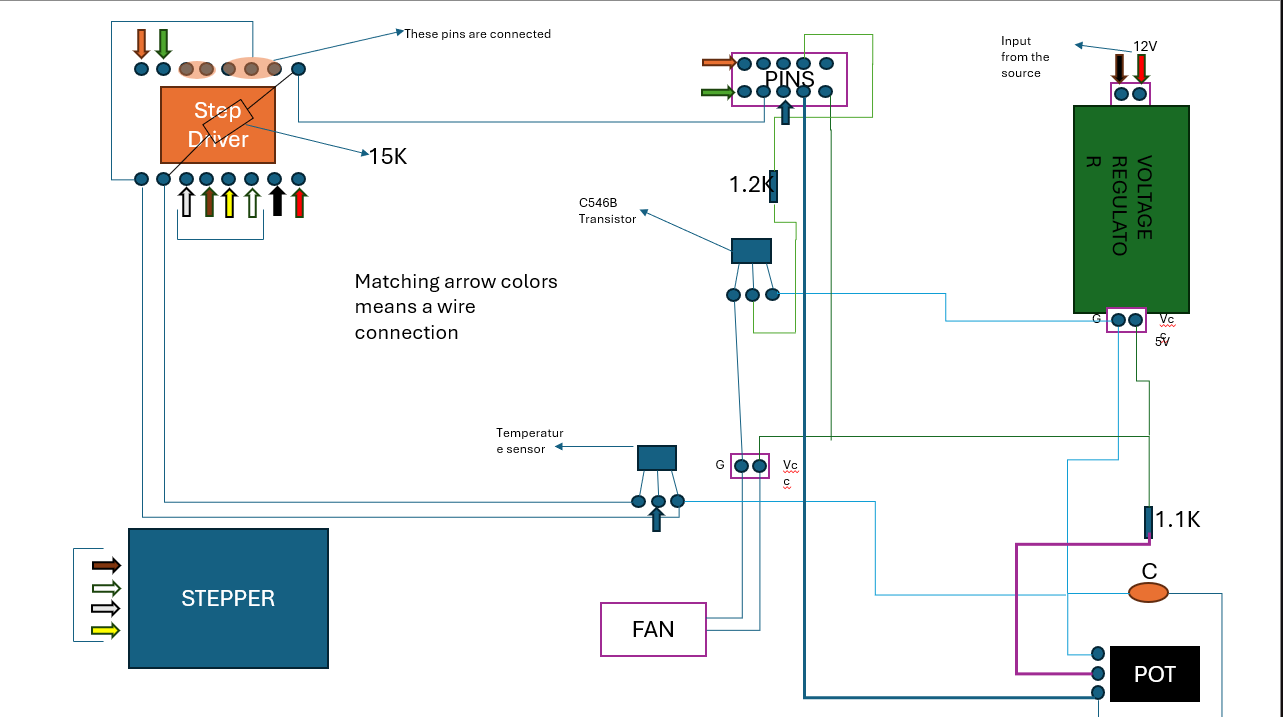 These pins are connected
Step
Driver
15K
PINS
Input
from the
source
12V
VOLTAGE
REGULATO
R
1.2K
C546B
Transistor
Matching arrow colors
means a wire
connection
G
Vc
c
5V
Temperatur
e sensor
G
Vc
c
1.1K
STEPPER
FAN
C
POT